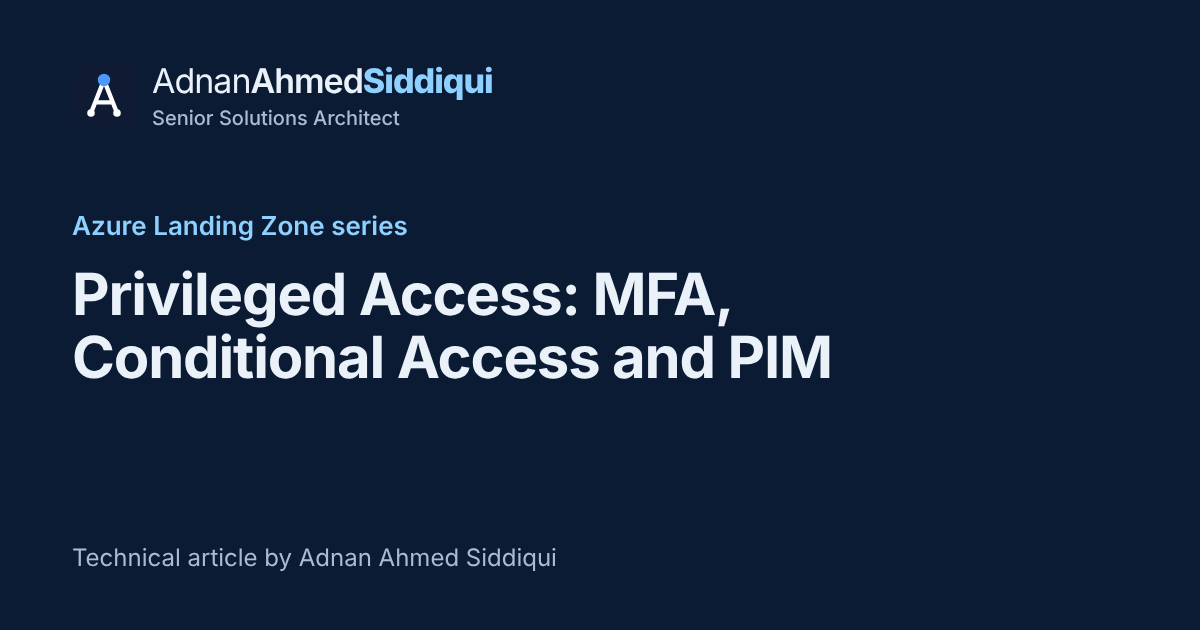 AdnanAhmedSiddiqui
Senior Solutions Architect
Azure Landing Zone series
Privileged Access: MFA,
Conditional Access and PIM
Technical article by Adnan Ahmed Siddiqui